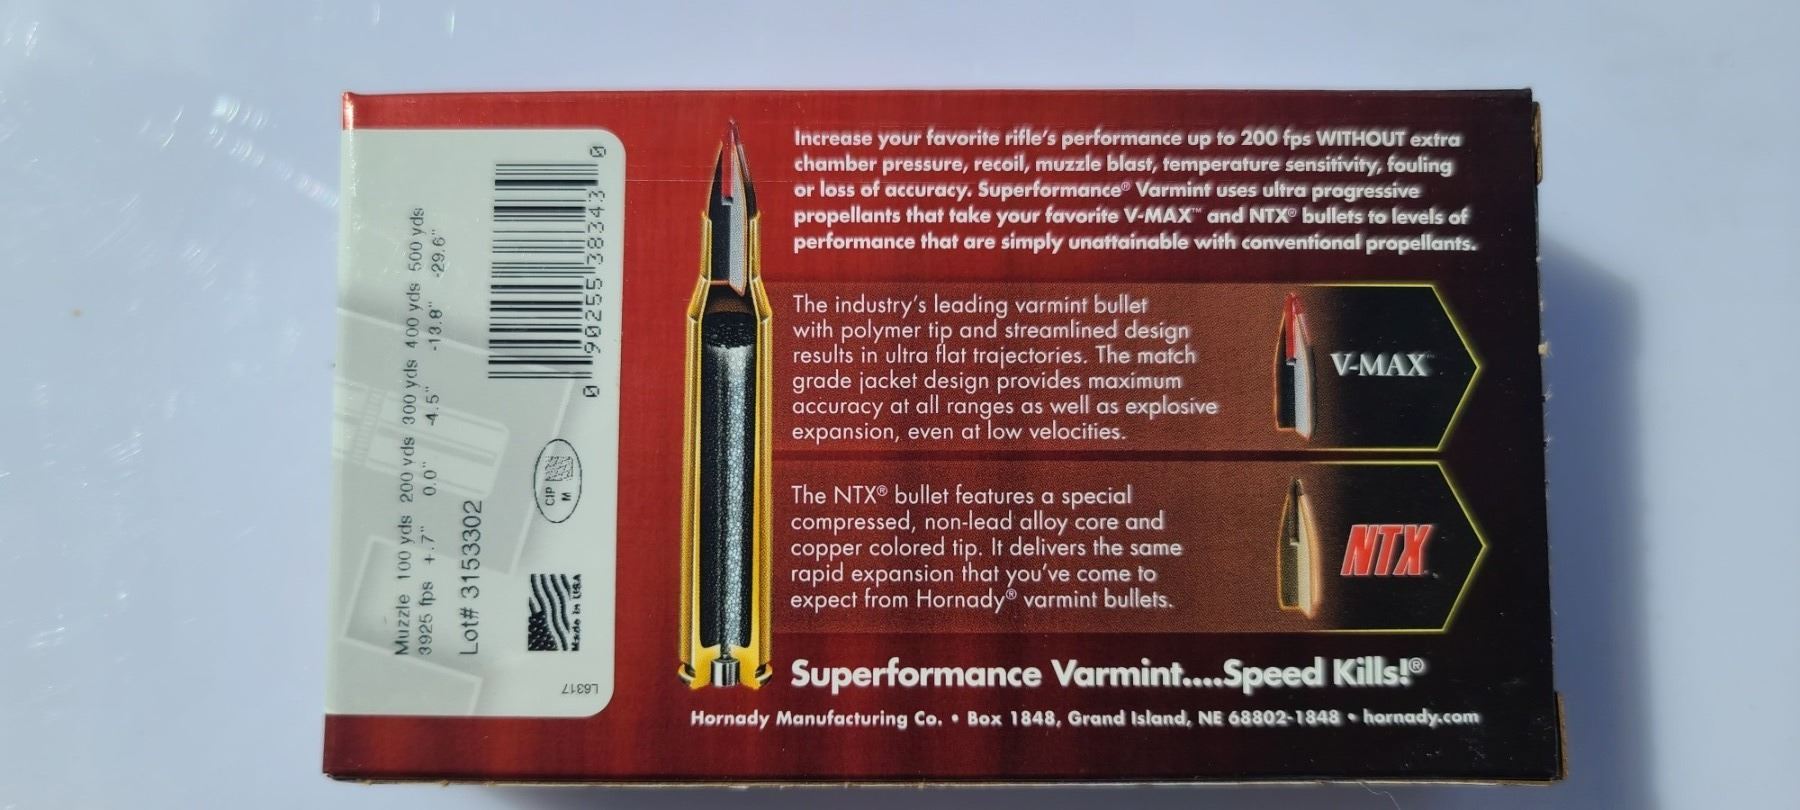 Increase your favorite rifle's performance up to 200 fps WITHOUT extra
chamber pressure, recoil, muzzle blast, temperature sensitivity, fouling
or loss of accuracy. Superformance® Varmint uses ultra progressive
propellants that take your favorite V-MAX™ and NTX® bullets to levels of
performance that are simply unattainable with conventional propellants.
The industry's leading varmint bullet
with polymer tip and streamlined design
results in ultra flat trajectories. The match
grade jacket design provides maximum
accuracy at all ranges as well as explosive
expansion, even at low velocities.
V-MAX™
The NTX® bullet features a special
compressed, non-lead alloy core and
copper colored tip. It delivers the same
rapid expansion that you've come to
expect from Hornady® varmint bullets.
NTX
Superformance Varmint....Speed Kills!®
Hornady Manufacturing Co. • Box 1848, Grand Island, NE 68802-1848 • hornady.com
Muzzle 100 yds 200 yds 300 yds 400 yds 500 yds
3925 fps +.7" 0.0" -4.5" -13.8" -29.6"
Lot# 3153302
Made in USA
CIP
M
0 90255 38343 0
L6317